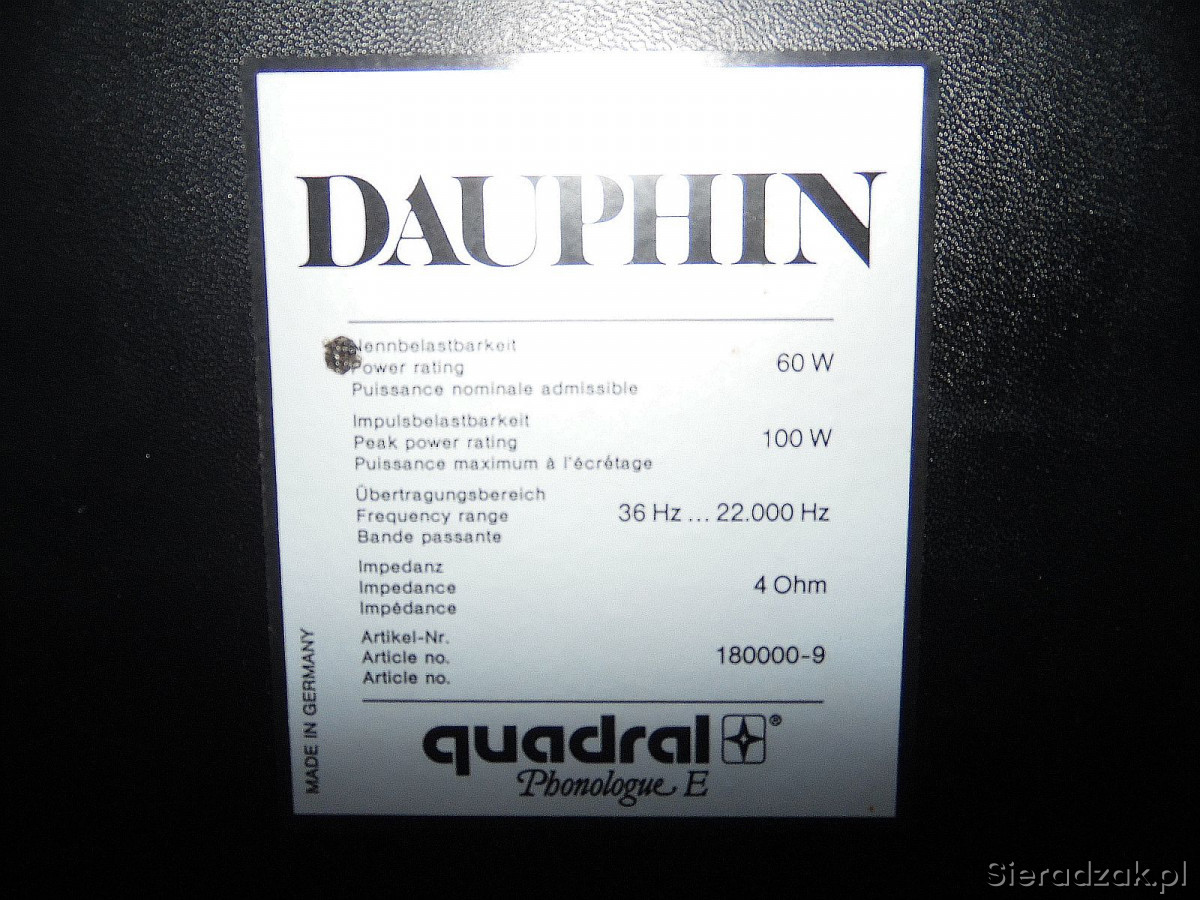 DAUPHIN
Nennbelastbarkeit
Power rating
60 W
Puissance nominale admissible
Impulsbelastbarkeit
Peak power rating
100 W
Puissance maximum à l'écrétage
Übertragungsbereich
Frequency range
36 Hz ... 22.000 Hz
Bande passante
Impedanz
Impedance
4 Ohm
Impédance
Artikel-Nr.
Article no.
180000-9
Article no.
MADE IN GERMANY
quadral®
Phonologue E
Sieradzak.pl